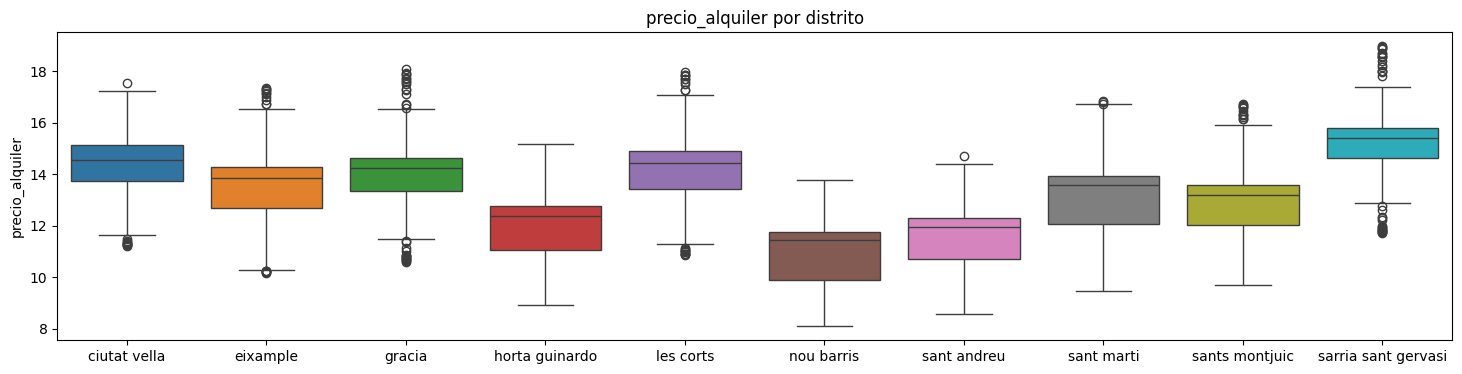 precio_alquiler por distrito
precio_alquiler
18
16
14
12
10
8
ciutat vella
eixample
gracia
horta guinardo
les corts
nou barris
sant andreu
sant marti
sants montjuic
sarria sant gervasi